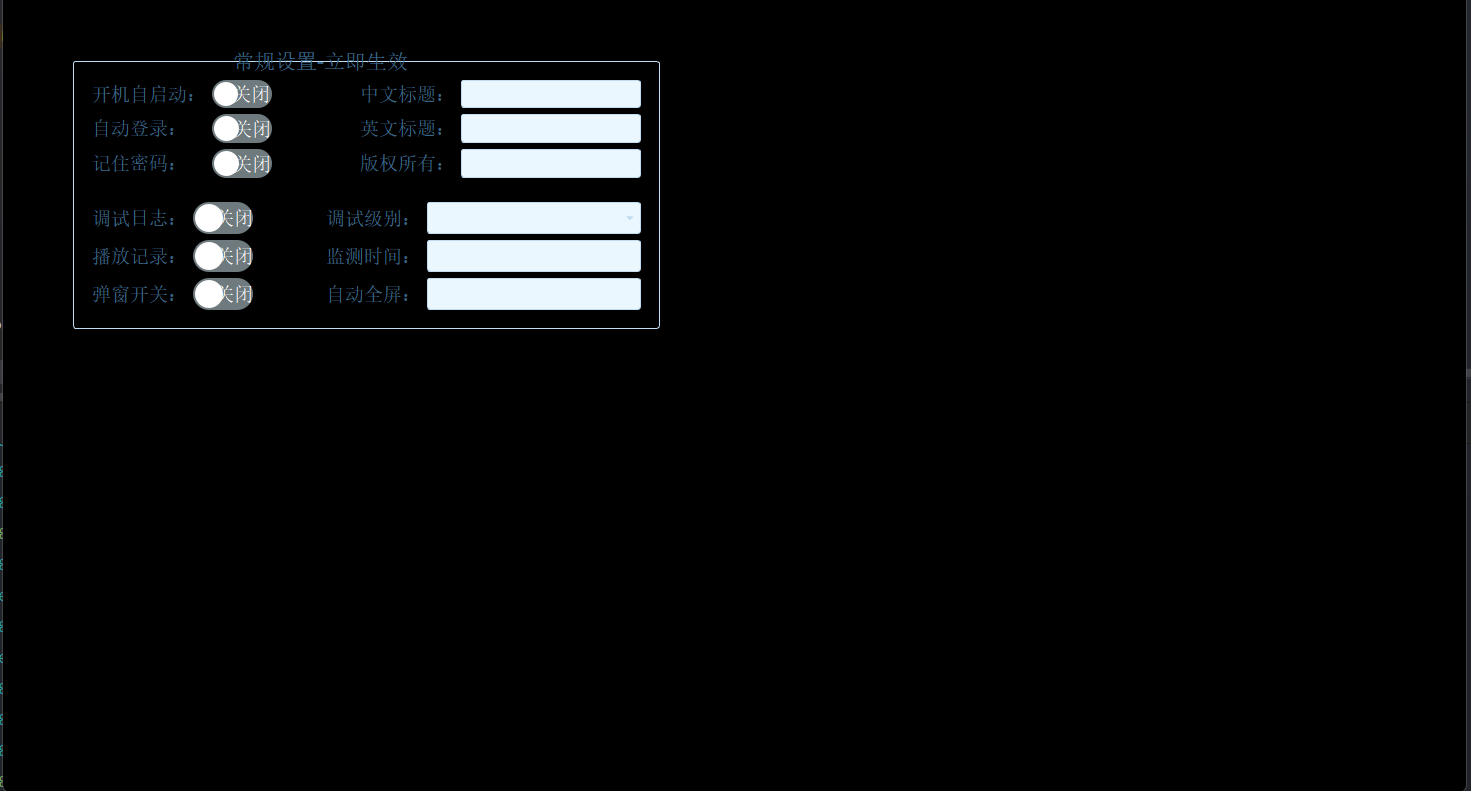 常规设置-立即生效
开机自启动： 关闭 中文标题：
自动登录： 关闭 英文标题：
记住密码： 关闭 版权所有：
调试日志： 关闭 调试级别：
播放记录： 关闭 监测时间：
弹窗开关： 关闭 自动全屏：